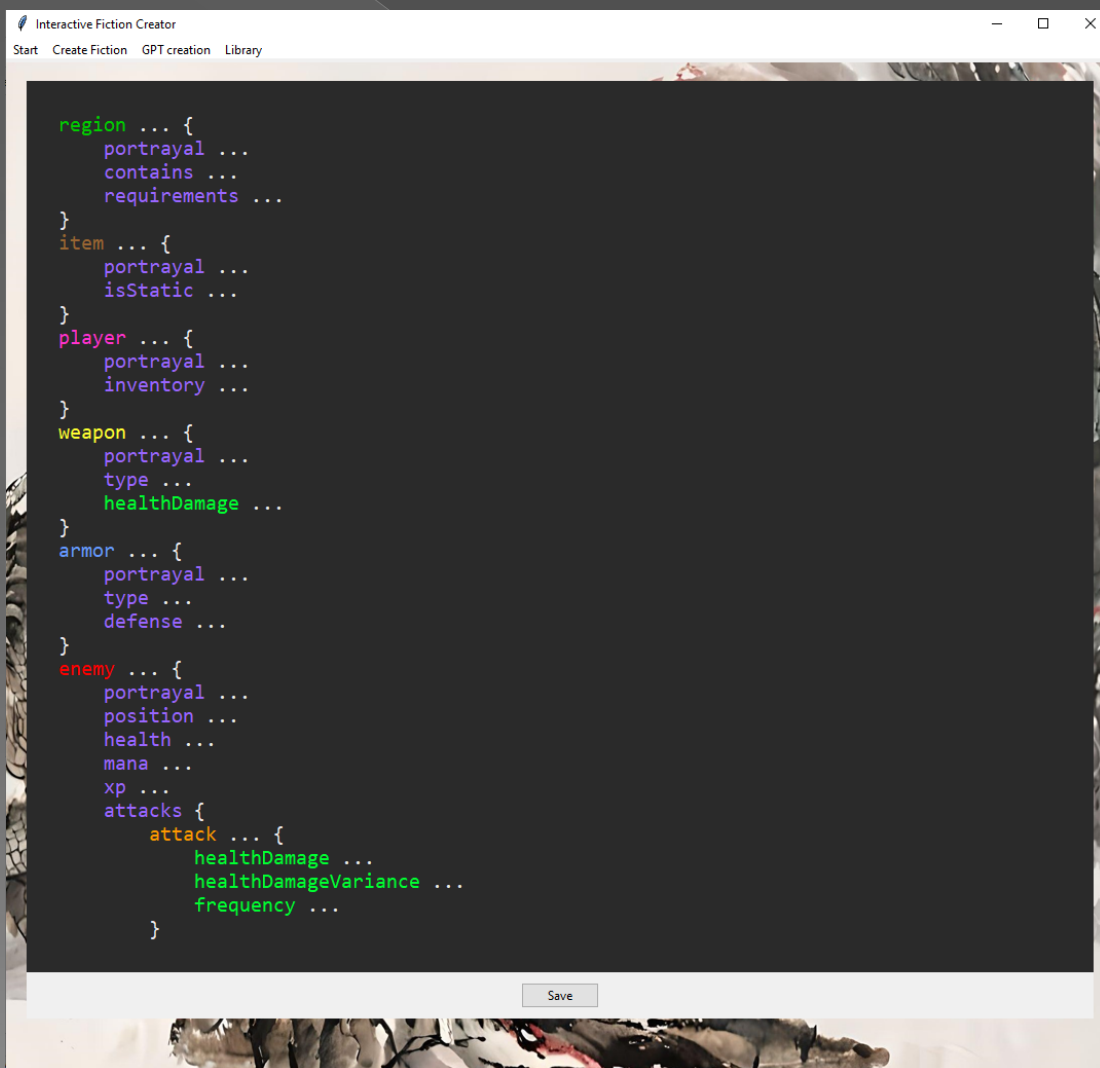 Interactive Fiction Creator
Start Create Fiction GPT creation Library
region ... {
    portrayal ...
    contains ...
    requirements ...
}
item ... {
    portrayal ...
    isStatic ...
}
player ... {
    portrayal ...
    inventory ...
}
weapon ... {
    portrayal ...
    type ...
    healthDamage ...
}
armor ... {
    portrayal ...
    type ...
    defense ...
}
enemy ... {
    portrayal ...
    position ...
    health ...
    mana ...
    xp ...
    attacks {
        attack ... {
            healthDamage ...
            healthDamageVariance ...
            frequency ...
        }
Save